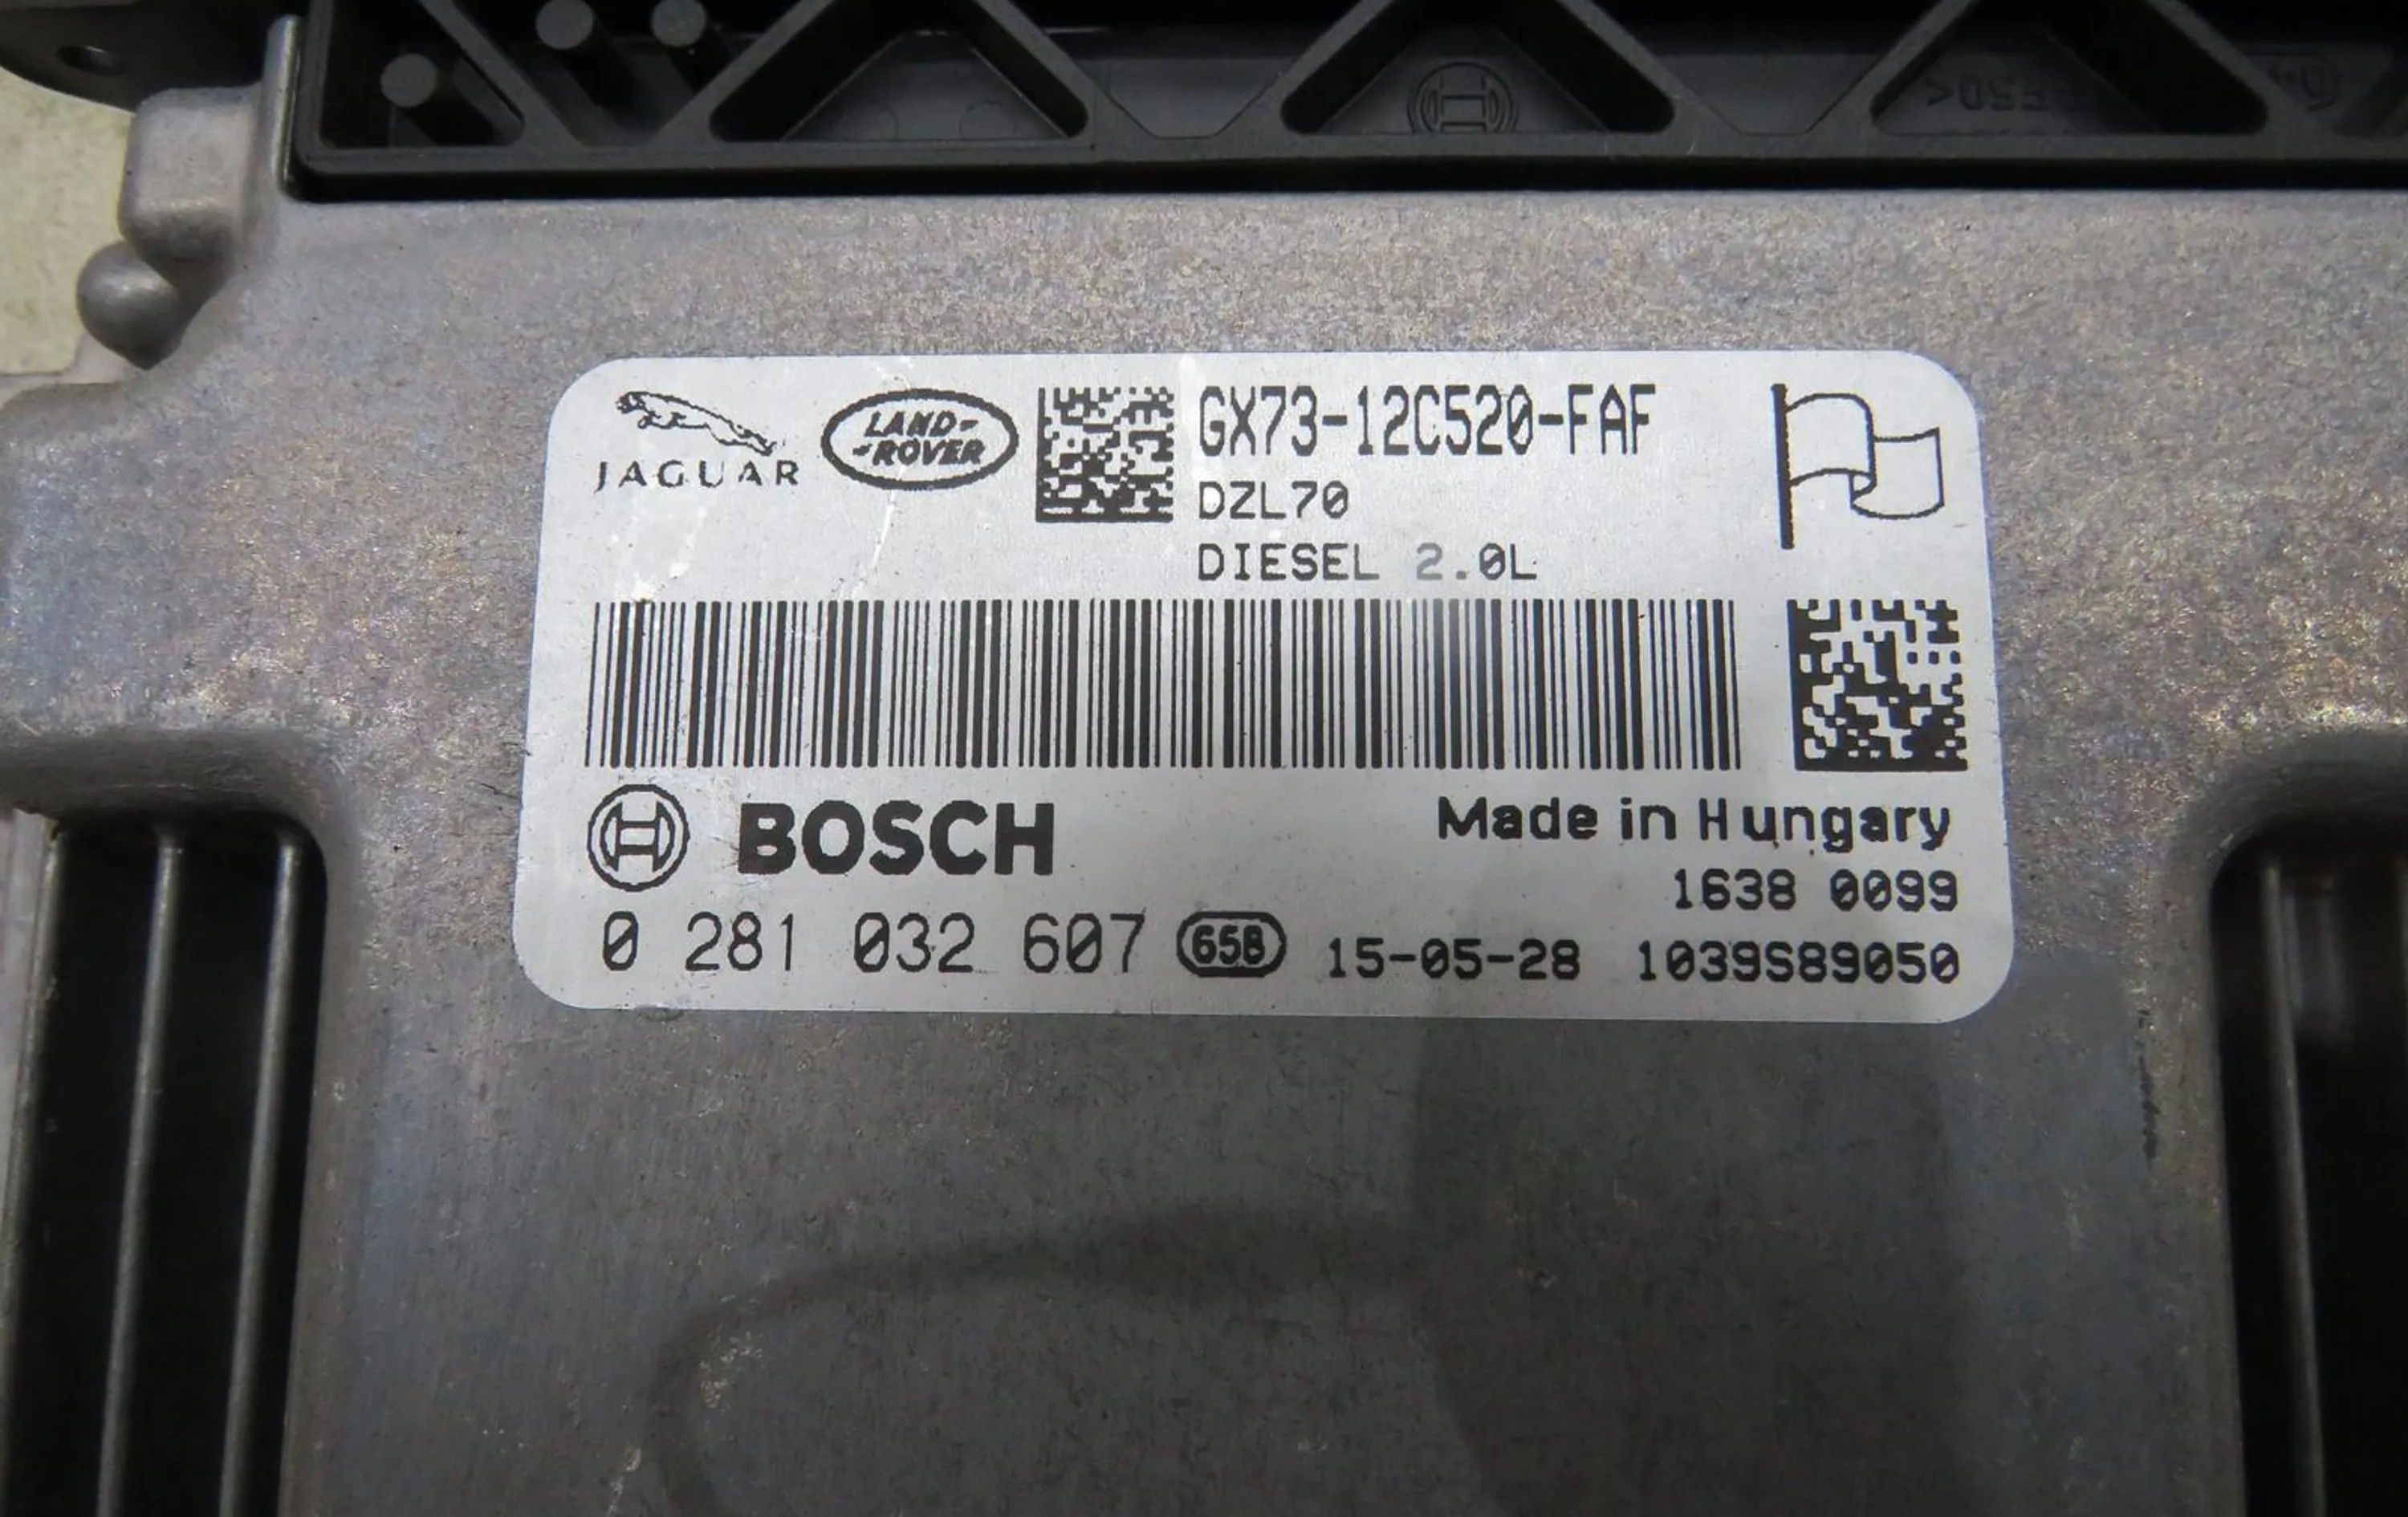 JAGUAR
LAND-
-ROVER
GX73-12C520-FAF
DZL70
DIESEL 2.0L
BOSCH
Made in Hungary
1638 0099
0 281 032 607 65B 15-05-28 1039S89050